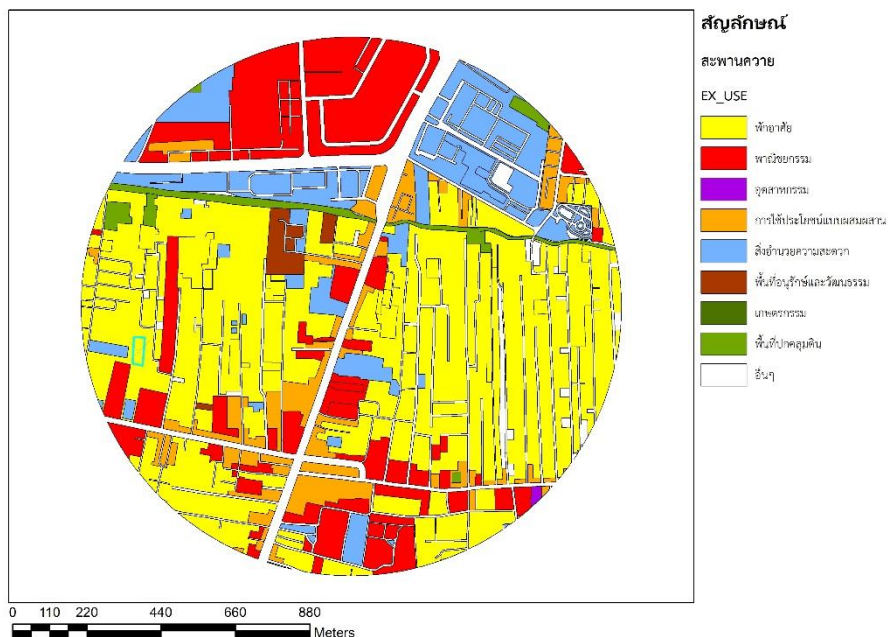 สัญลักษณ์
สะพานควาย
EX_USE
พักอาศัย
พาณิชยกรรม
อุตสาหกรรม
การใช้ประโยชน์แบบผสมผสาน
สิ่งอำนวยความสะดวก
พื้นที่อนุรักษ์และวัฒนธรรม
เกษตรกรรม
พื้นที่ปกคลุมดิน
อื่นๆ
0 110 220 440 660 880
Meters